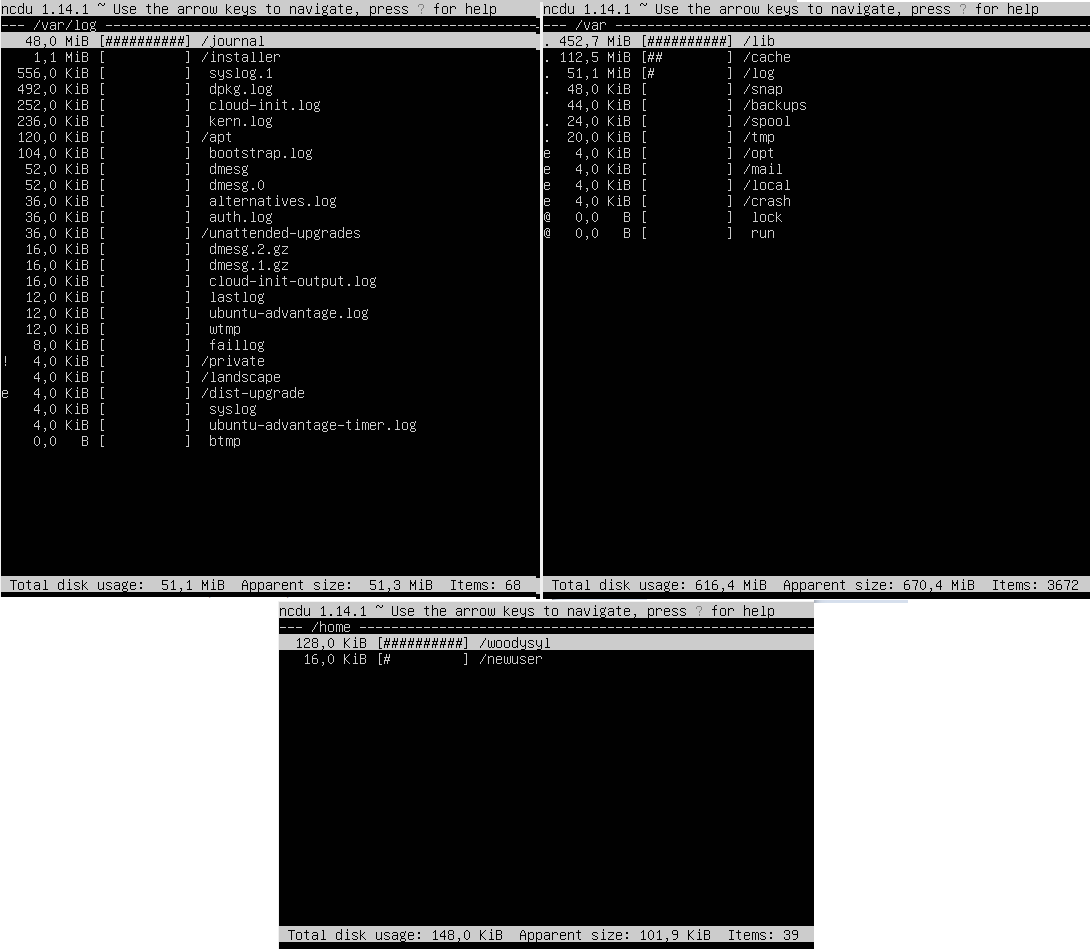 ncdu 1.14.1 ~ Use the arrow keys to navigate, press ? for help
--- /var/log ---
48,0 MiB [##########] /journal
1,1 MiB [          ] /installer
556,0 KiB [          ]  syslog.1
492,0 KiB [          ]  dpkg.log
252,0 KiB [          ]  cloud-init.log
236,0 KiB [          ]  kern.log
120,0 KiB [          ] /apt
104,0 KiB [          ]  bootstrap.log
52,0 KiB [          ]  dmesg
52,0 KiB [          ]  dmesg.0
36,0 KiB [          ]  alternatives.log
36,0 KiB [          ]  auth.log
36,0 KiB [          ] /unattended-upgrades
16,0 KiB [          ]  dmesg.2.gz
16,0 KiB [          ]  dmesg.1.gz
16,0 KiB [          ]  cloud-init-output.log
12,0 KiB [          ]  lastlog
12,0 KiB [          ]  ubuntu-advantage.log
12,0 KiB [          ]  wtmp
8,0 KiB [          ]  faillog
! 4,0 KiB [          ] /private
4,0 KiB [          ] /landscape
e 4,0 KiB [          ] /dist-upgrade
4,0 KiB [          ]  syslog
4,0 KiB [          ]  ubuntu-advantage-timer.log
0,0 B [          ]  btmp
Total disk usage: 51,1 MiB Apparent size: 51,3 MiB Items: 68
ncdu 1.14.1 ~ Use the arrow keys to navigate, press ? for help
--- /var ---
. 452,7 MiB [##########] /lib
. 112,5 MiB [##        ] /cache
. 51,1 MiB [#         ] /log
. 48,0 KiB [          ] /snap
44,0 KiB [          ] /backups
. 24,0 KiB [          ] /spool
. 20,0 KiB [          ] /tmp
e 4,0 KiB [          ] /opt
e 4,0 KiB [          ] /mail
e 4,0 KiB [          ] /local
e 4,0 KiB [          ] /crash
@ 0,0 B [          ]  lock
@ 0,0 B [          ]  run
Total disk usage: 616,4 MiB Apparent size: 670,4 MiB Items: 3672
ncdu 1.14.1 ~ Use the arrow keys to navigate, press ? for help
--- /home ---
128,0 KiB [##########] /woodysyl
16,0 KiB [#         ] /newuser
Total disk usage: 148,0 KiB Apparent size: 101,9 KiB Items: 39